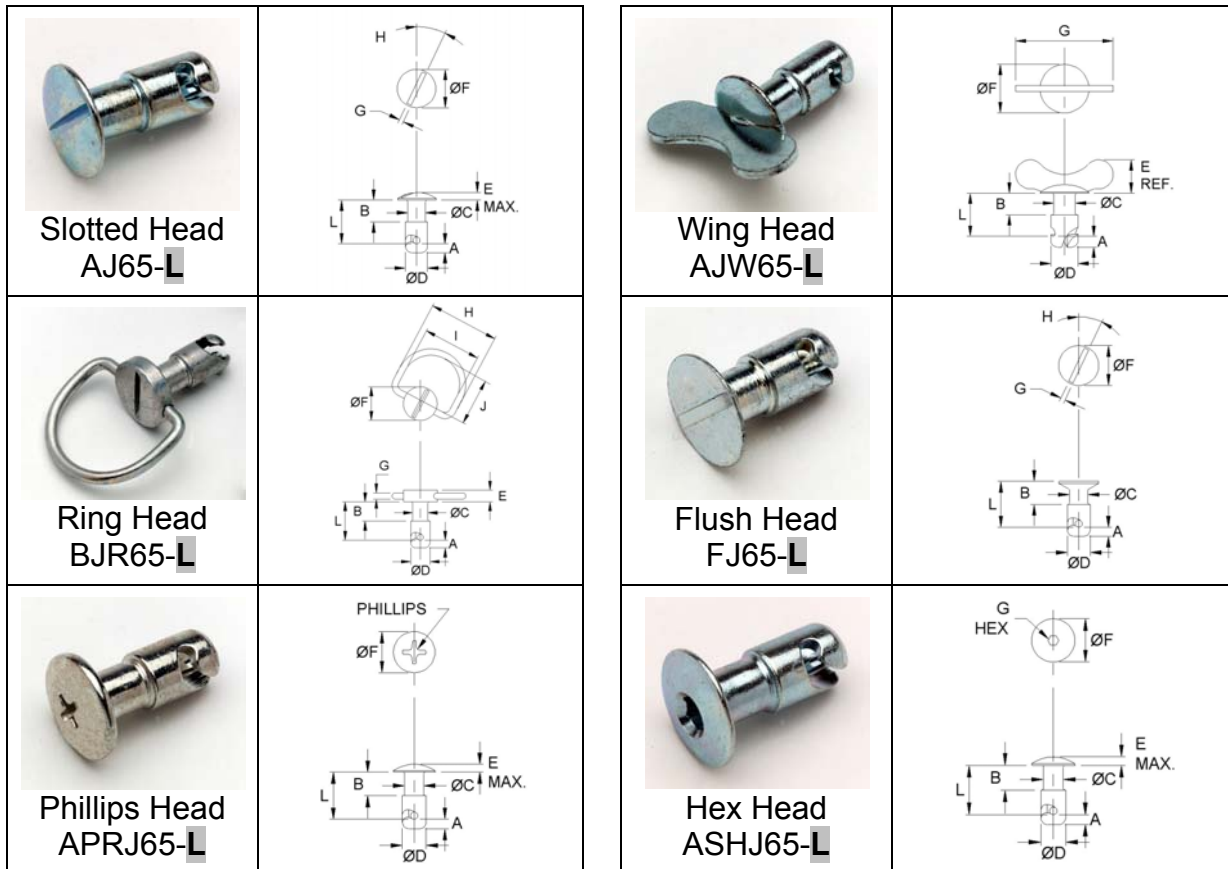 H
ØF
G
E
MAX.
B
ØC
L
A
ØD
Slotted Head
AJ65-L
G
ØF
E
REF.
B
ØC
L
A
ØD
Wing Head
AJW65-L
H
I
ØF
J
G
E
B
ØC
L
A
ØD
Ring Head
BJR65-L
H
ØF
G
B
ØC
L
A
ØD
Flush Head
FJ65-L
PHILLIPS
ØF
E
MAX.
B
ØC
L
A
ØD
Phillips Head
APRJ65-L
G
HEX
ØF
E
MAX.
B
ØC
L
A
ØD
Hex Head
ASHJ65-L